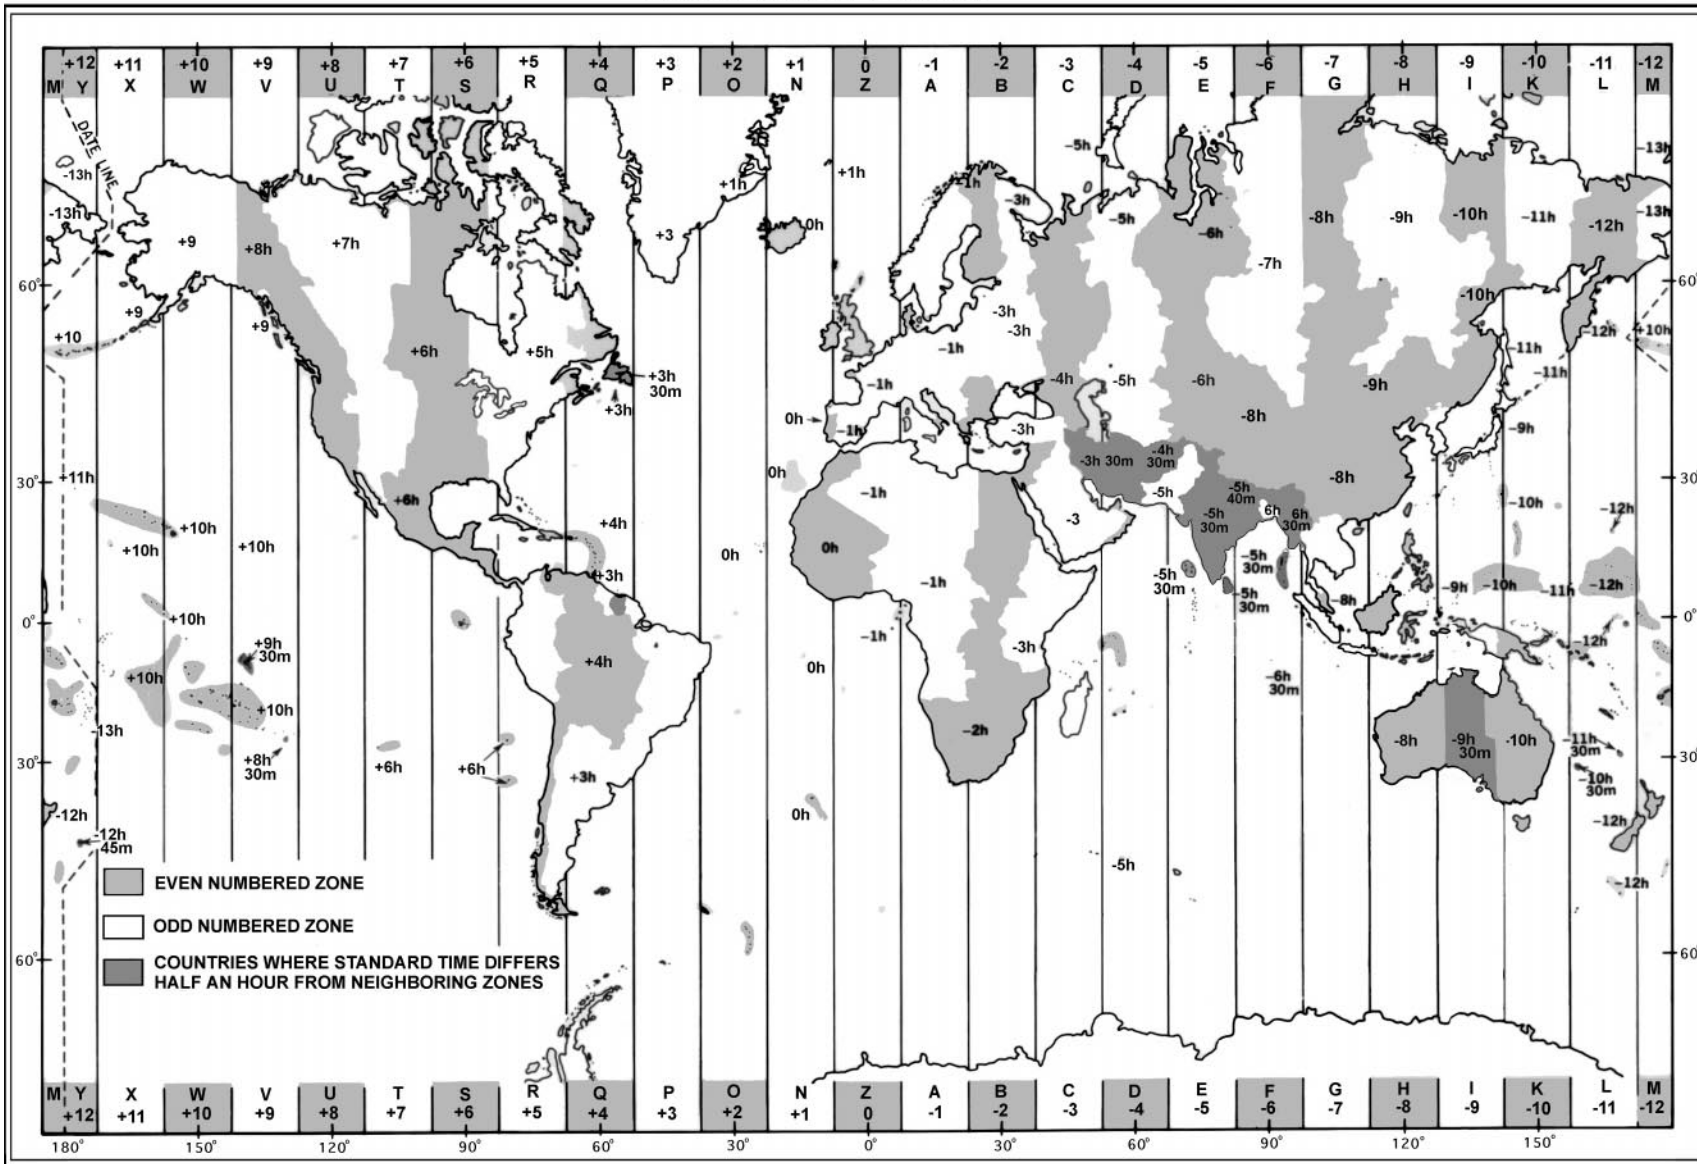 +12 +11 +10 +9 +8 +7 +6 +5 +4 +3 +2 +1 0 -1 -2 -3 -4 -5 -6 -7 -8 -9 -10 -11 -12
M Y X W V U T S R Q P O N Z A B C D E F G H I K L M
DATE LINE
-13h
-13h
+9
+8h
+7h
+3
+1h
0h
+1h
-1h
-3h
-5h
-5h
-6h
-7h
-8h
-9h
-10h
-11h
-12h
-13h
-13h
60°
60°
+9
+9
+10
+6h
+5h
+3h
30m
+3h
-1h
-1h
-3h
-3h
-10h
-11h
-11h
-12h
+10h
0h
-1h
-3h
-4h
-5h
-6h
-8h
-9h
-9h
30°
+11h
+6h
0h
-1h
-3h 30m
-4h
30m
-5h
-5h
40m
-5h
30m
6h
6h
30m
-8h
-10h
30°
+10h
+10h
+10h
+4h
0h
0h
-3
-12h
+3h
-1h
-5h
30m
-5h
30m
-5h
30m
-8h
-9h
-10h
-11h
-12h
0°
+10h
+9h
30m
+4h
0h
-1h
-3h
-6h
30m
-12h
0°
+10h
+10h
-13h
+8h
30m
+6h
+6h
+3h
-2h
-8h
-9h
30m
-10h
-11h
30m
-10h
30m
30°
30°
-12h
-12h
45m
0h
-5h
-12h
-12h
EVEN NUMBERED ZONE
ODD NUMBERED ZONE
COUNTRIES WHERE STANDARD TIME DIFFERS
HALF AN HOUR FROM NEIGHBORING ZONES
60°
60°
M Y X W V U T S R Q P O N Z A B C D E F G H I K L M
+12 +11 +10 +9 +8 +7 +6 +5 +4 +3 +2 +1 0 -1 -2 -3 -4 -5 -6 -7 -8 -9 -10 -11 -12
180° 150° 120° 90° 60° 30° 0° 30° 60° 90° 120° 150°